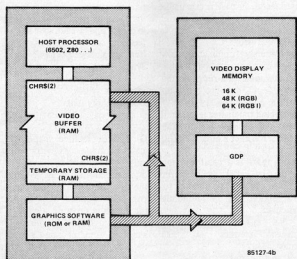 HOST PROCESSOR
(6502, Z80 . . .)
CHR$(2)
VIDEO
BUFFER
(RAM)
CHR$(2)
TEMPORARY STORAGE
(RAM)
GRAPHICS SOFTWARE
(ROM or RAM)
VIDEO DISPLAY
MEMORY
16 K
48 K (RGB)
64 K (RGB I)
GDP
85127-4b